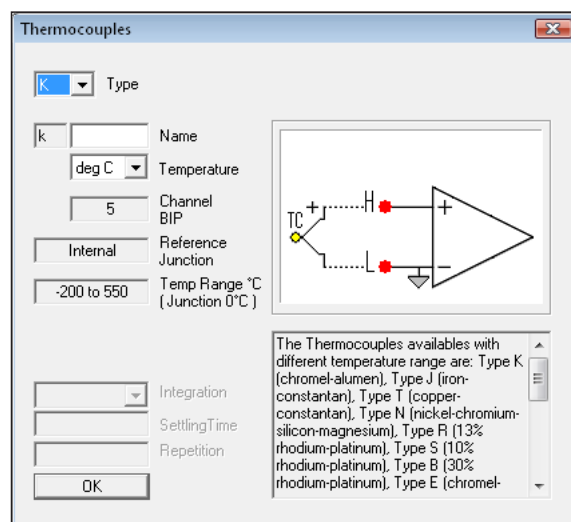 Thermocouples
K Type
k Name
deg C Temperature
5 Channel
BIP
Internal Reference
Junction
-200 to 550 Temp Range °C
( Junction 0°C )
Integration
SettlingTime
Repetition
OK
TC + H +
L
The Thermocouples availables with
different temperature range are: Type K
(chromel-alumen), Type J (iron-
constantan), Type T (copper-
constantan), Type N (nickel-chromium-
silicon-magnesium), Type R (13%
rhodium-platinum), Type S (10%
rhodium-platinum), Type B (30%
rhodium-platinum), Type E (chromel-